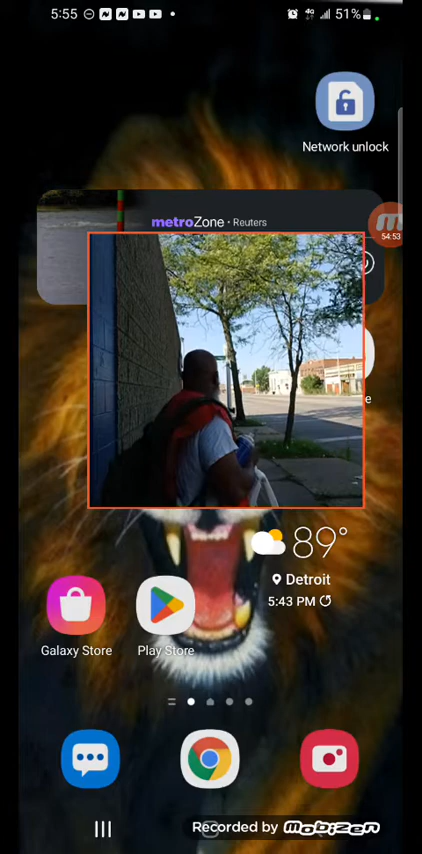 5:55
4G
51%
Network unlock
metroZone • Reuters
54:53
e
89°
Detroit
5:43 PM
Galaxy Store
Play Store
Recorded by Mobizen